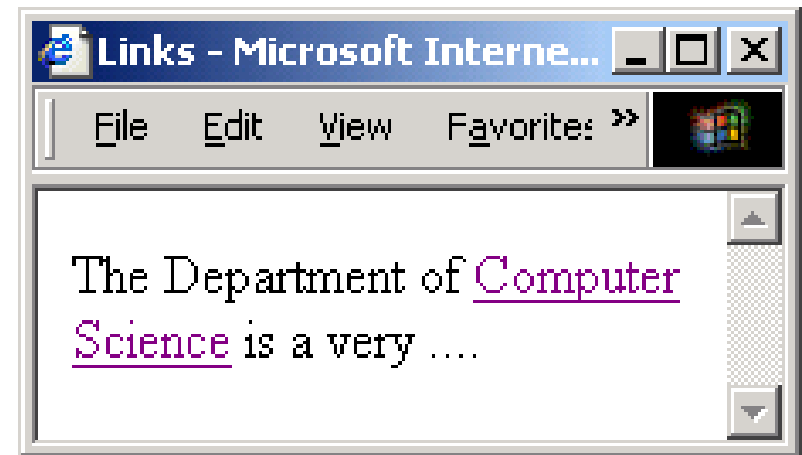 Links - Microsoft Interne...
File Edit View Favorites »
The Department of Computer
Science is a very ....